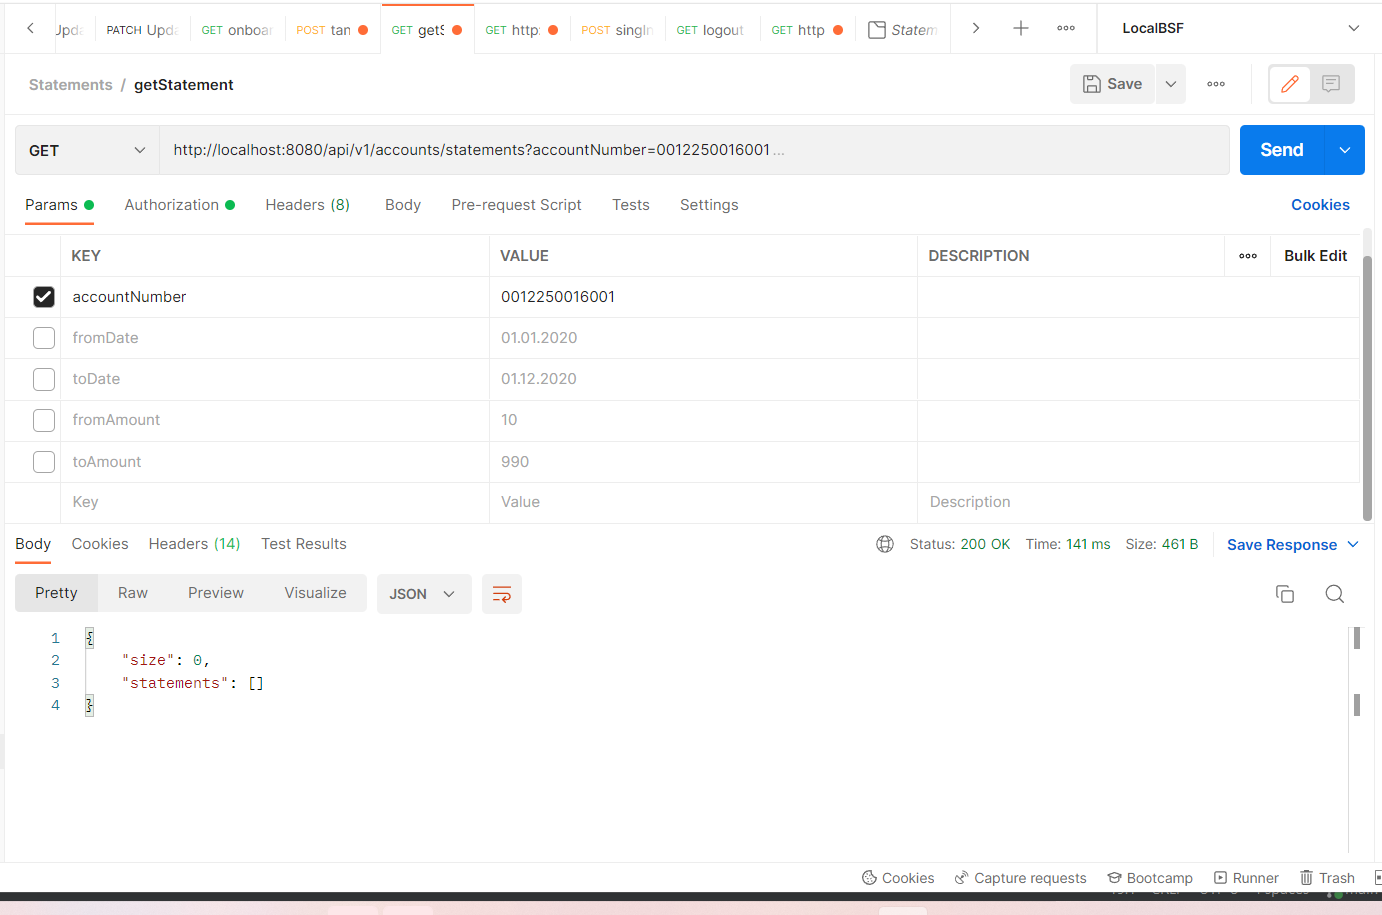 Upda PATCH Upda GET onboar POST tan GET getS GET http: POST singIn GET logout GET http Statem LocalBSF
Statements / getStatement Save
GET http://localhost:8080/api/v1/accounts/statements?accountNumber=0012250016001 ... Send
Params Authorization Headers (8) Body Pre-request Script Tests Settings Cookies
KEY VALUE DESCRIPTION Bulk Edit
accountNumber 0012250016001
fromDate 01.01.2020
toDate 01.12.2020
fromAmount 10
toAmount 990
Key Value Description
Body Cookies Headers (14) Test Results Status: 200 OK Time: 141 ms Size: 461 B Save Response
Pretty Raw Preview Visualize JSON
1 {
2 "size": 0,
3 "statements": []
4 }
Cookies Capture requests Bootcamp Runner Trash